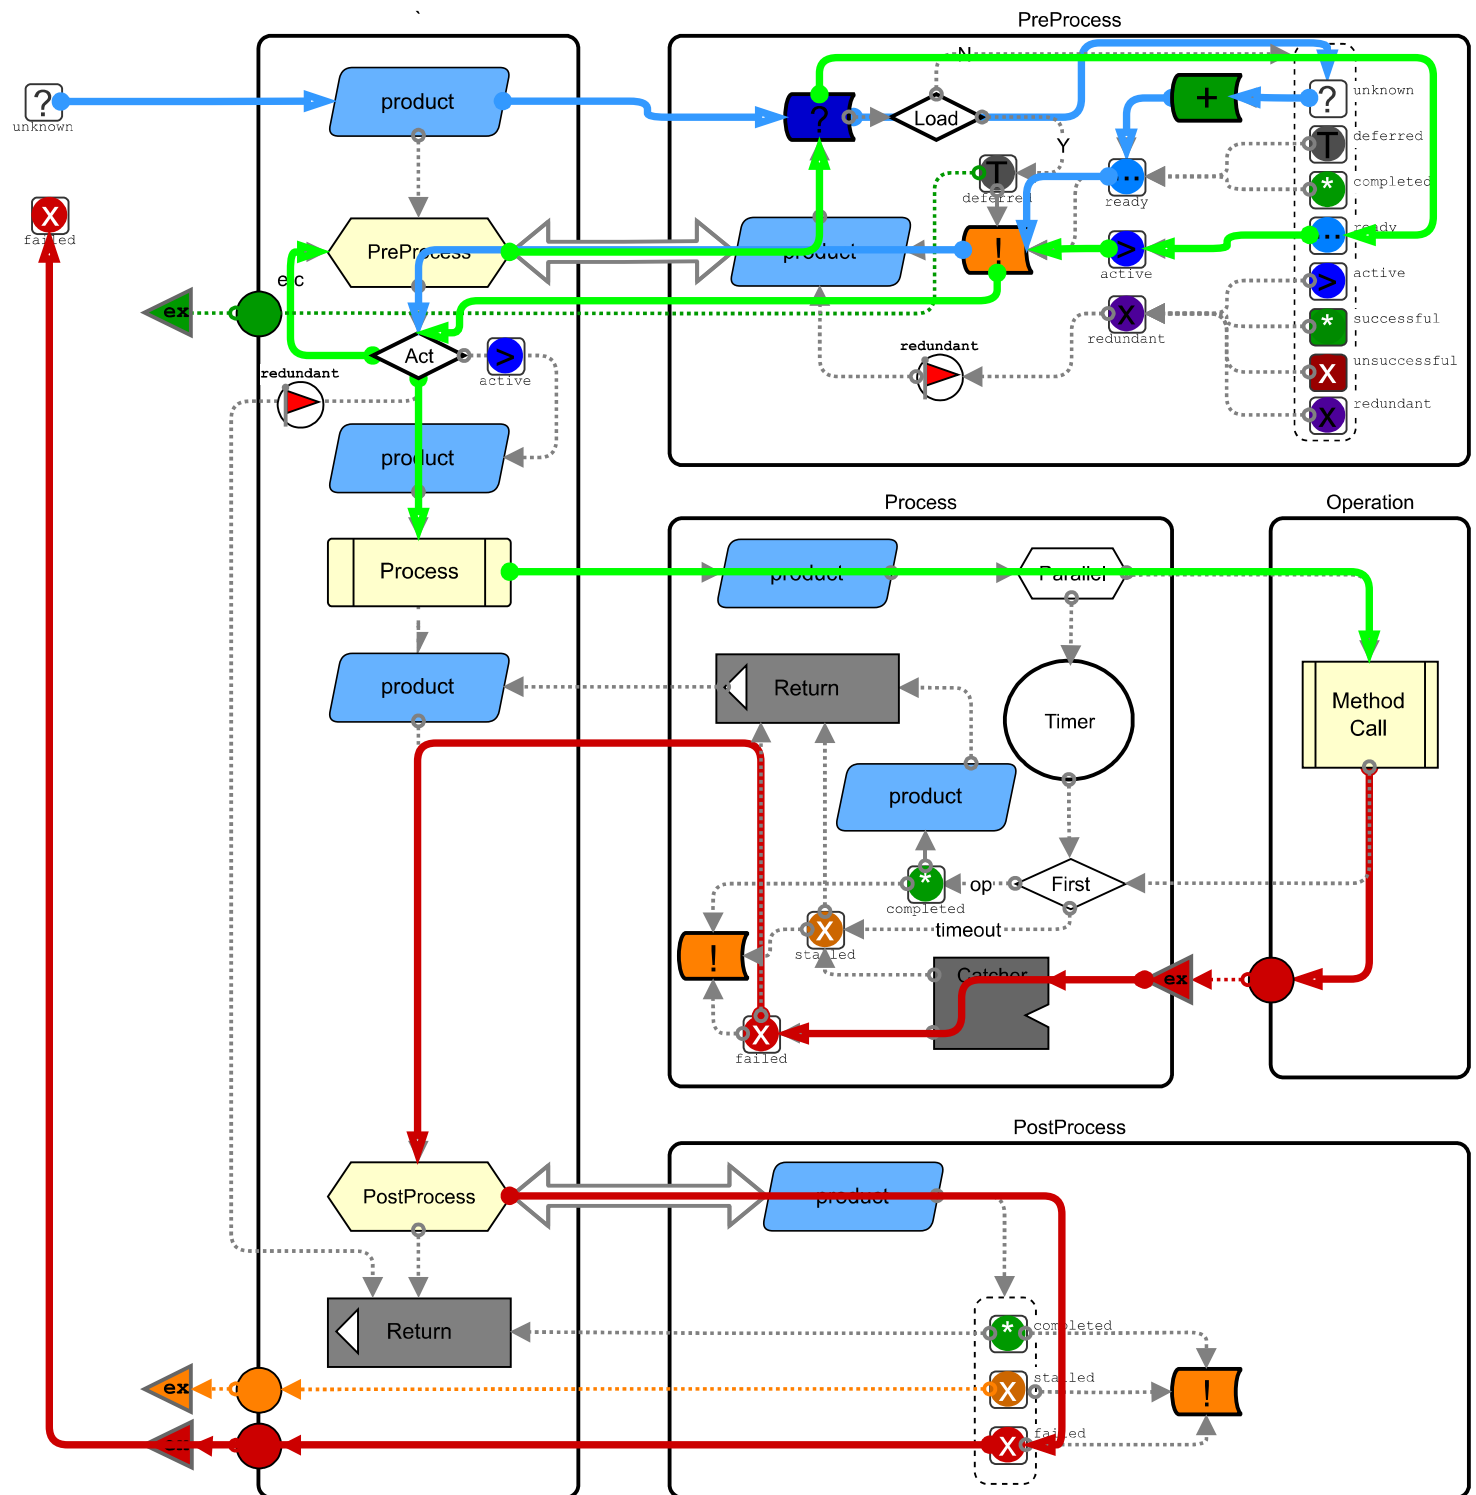 `
PreProcess
N
?
unknown
product
?
Load
+
?
unknown
T
deferred
Y
T
deferred
..
ready
*
completed
X
failed
PreProcess
product
!
>
active
..
ready
>
active
ex
Act
>
active
X
redundant
*
successful
redundant
redundant
X
unsuccessful
X
redundant
product
Process
Operation
Process
product
Parallel
product
Return
Timer
Method
Call
product
*
completed
op
First
X
stalled
timeout
!
Catcher
ex
X
failed
PostProcess
PostProcess
product
Return
*
completed
ex
X
stalled
!
X
failed